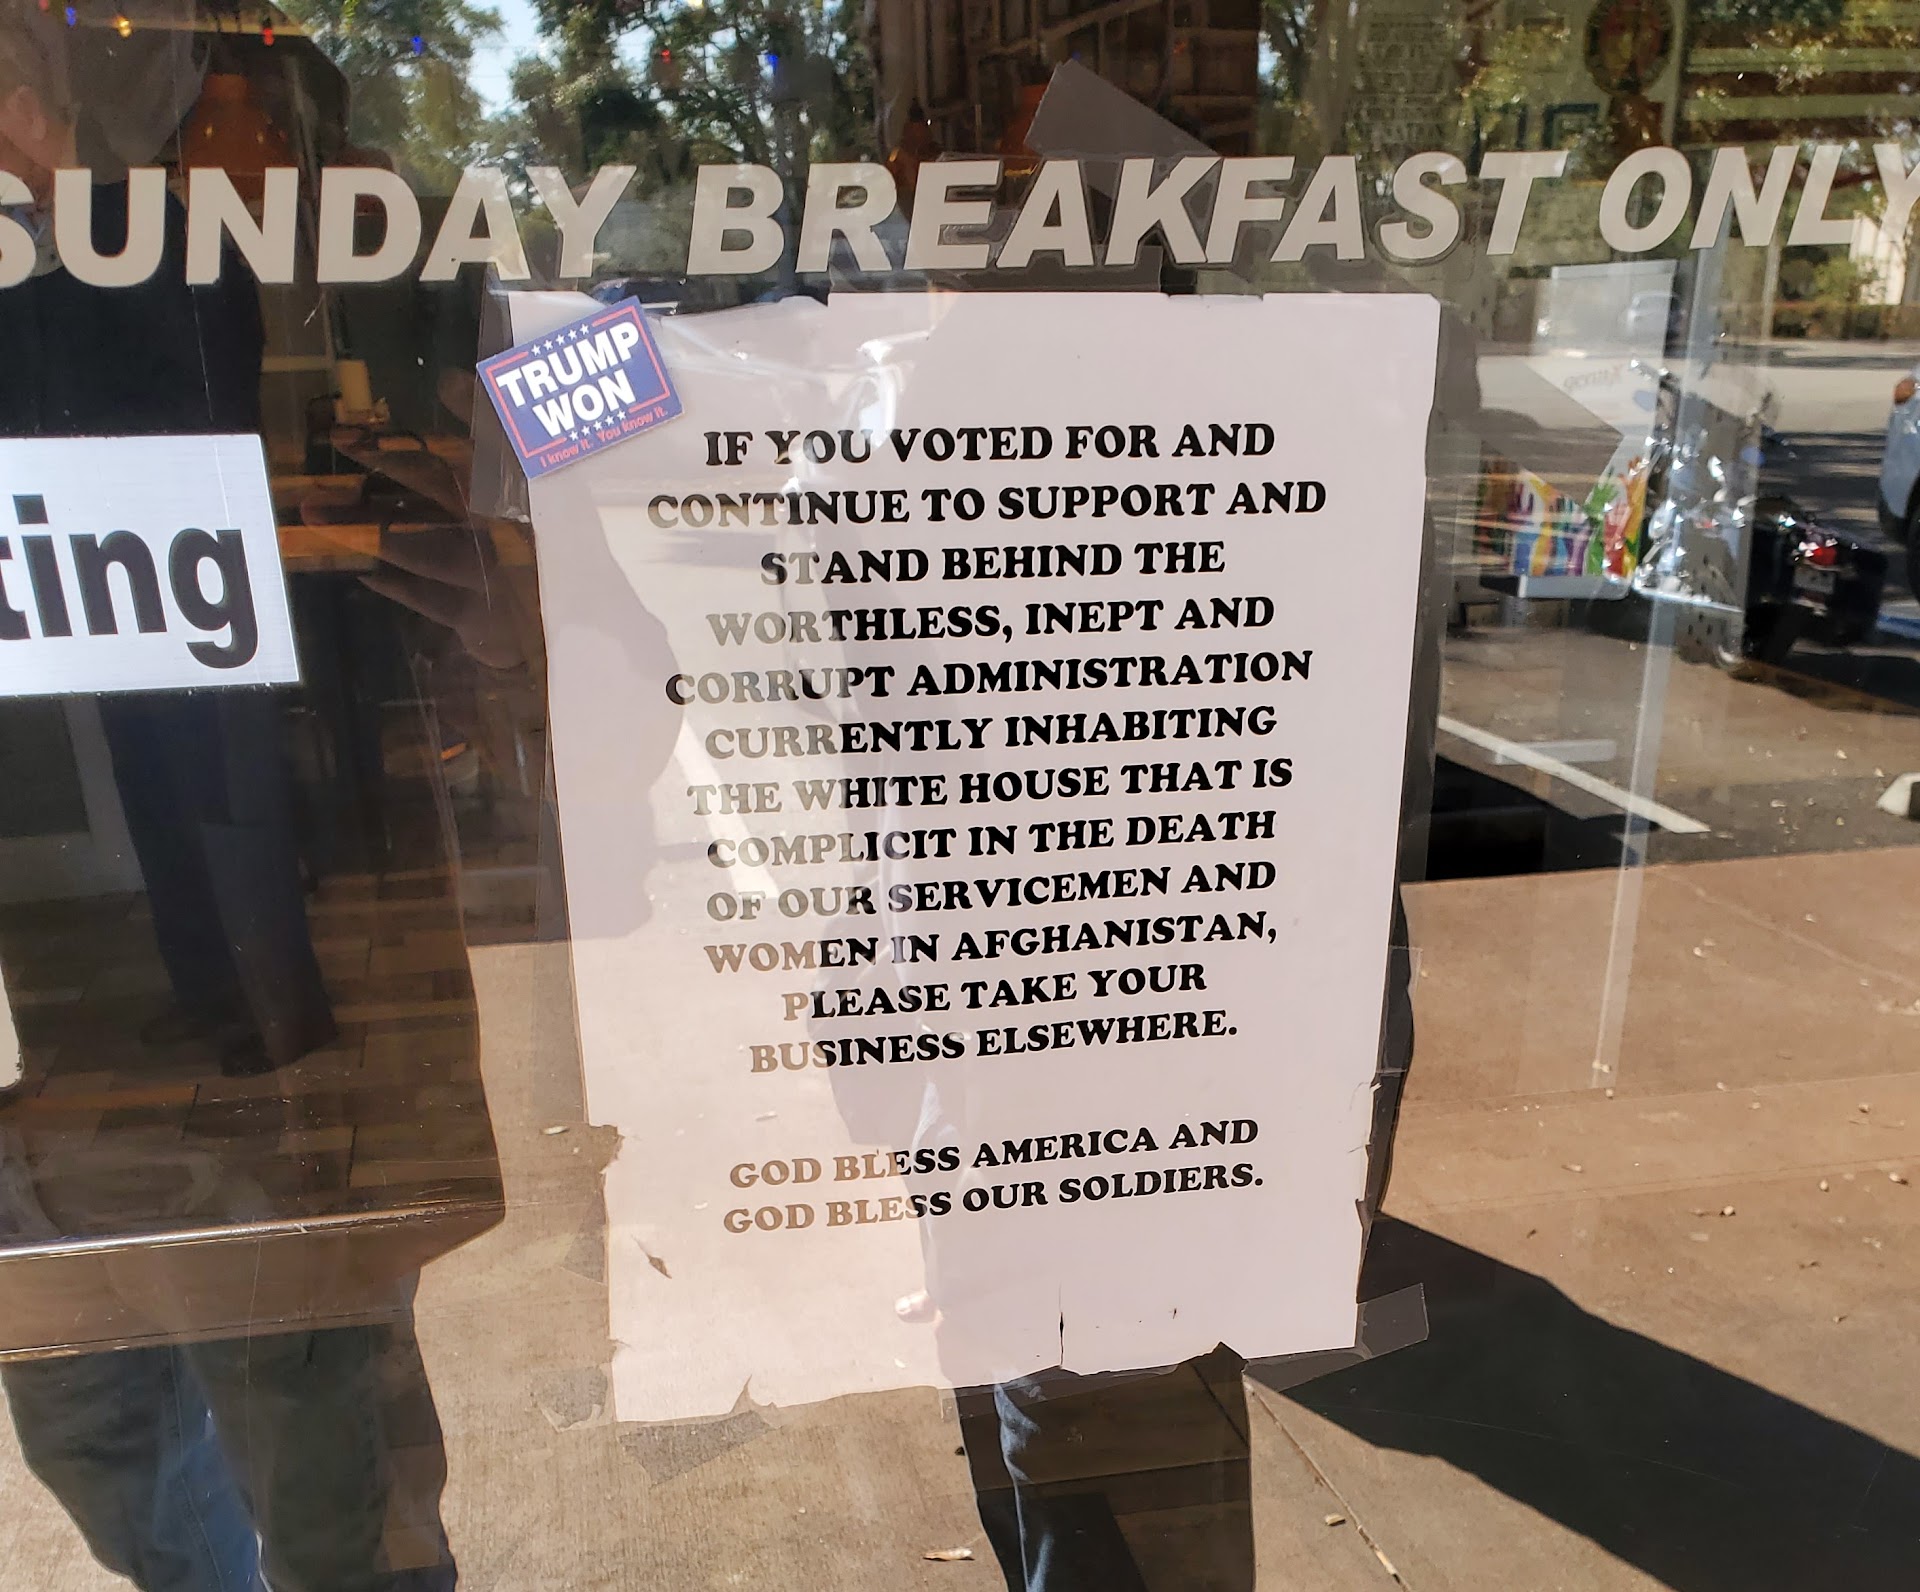 SUNDAY BREAKFAST ONLY
TRUMP
WON
I know it. You know it.
ting
IF YOU VOTED FOR AND
CONTINUE TO SUPPORT AND
STAND BEHIND THE
WORTHLESS, INEPT AND
CORRUPT ADMINISTRATION
CURRENTLY INHABITING
THE WHITE HOUSE THAT IS
COMPLICIT IN THE DEATH
OF OUR SERVICEMEN AND
WOMEN IN AFGHANISTAN,
PLEASE TAKE YOUR
BUSINESS ELSEWHERE.
GOD BLESS AMERICA AND
GOD BLESS OUR SOLDIERS.